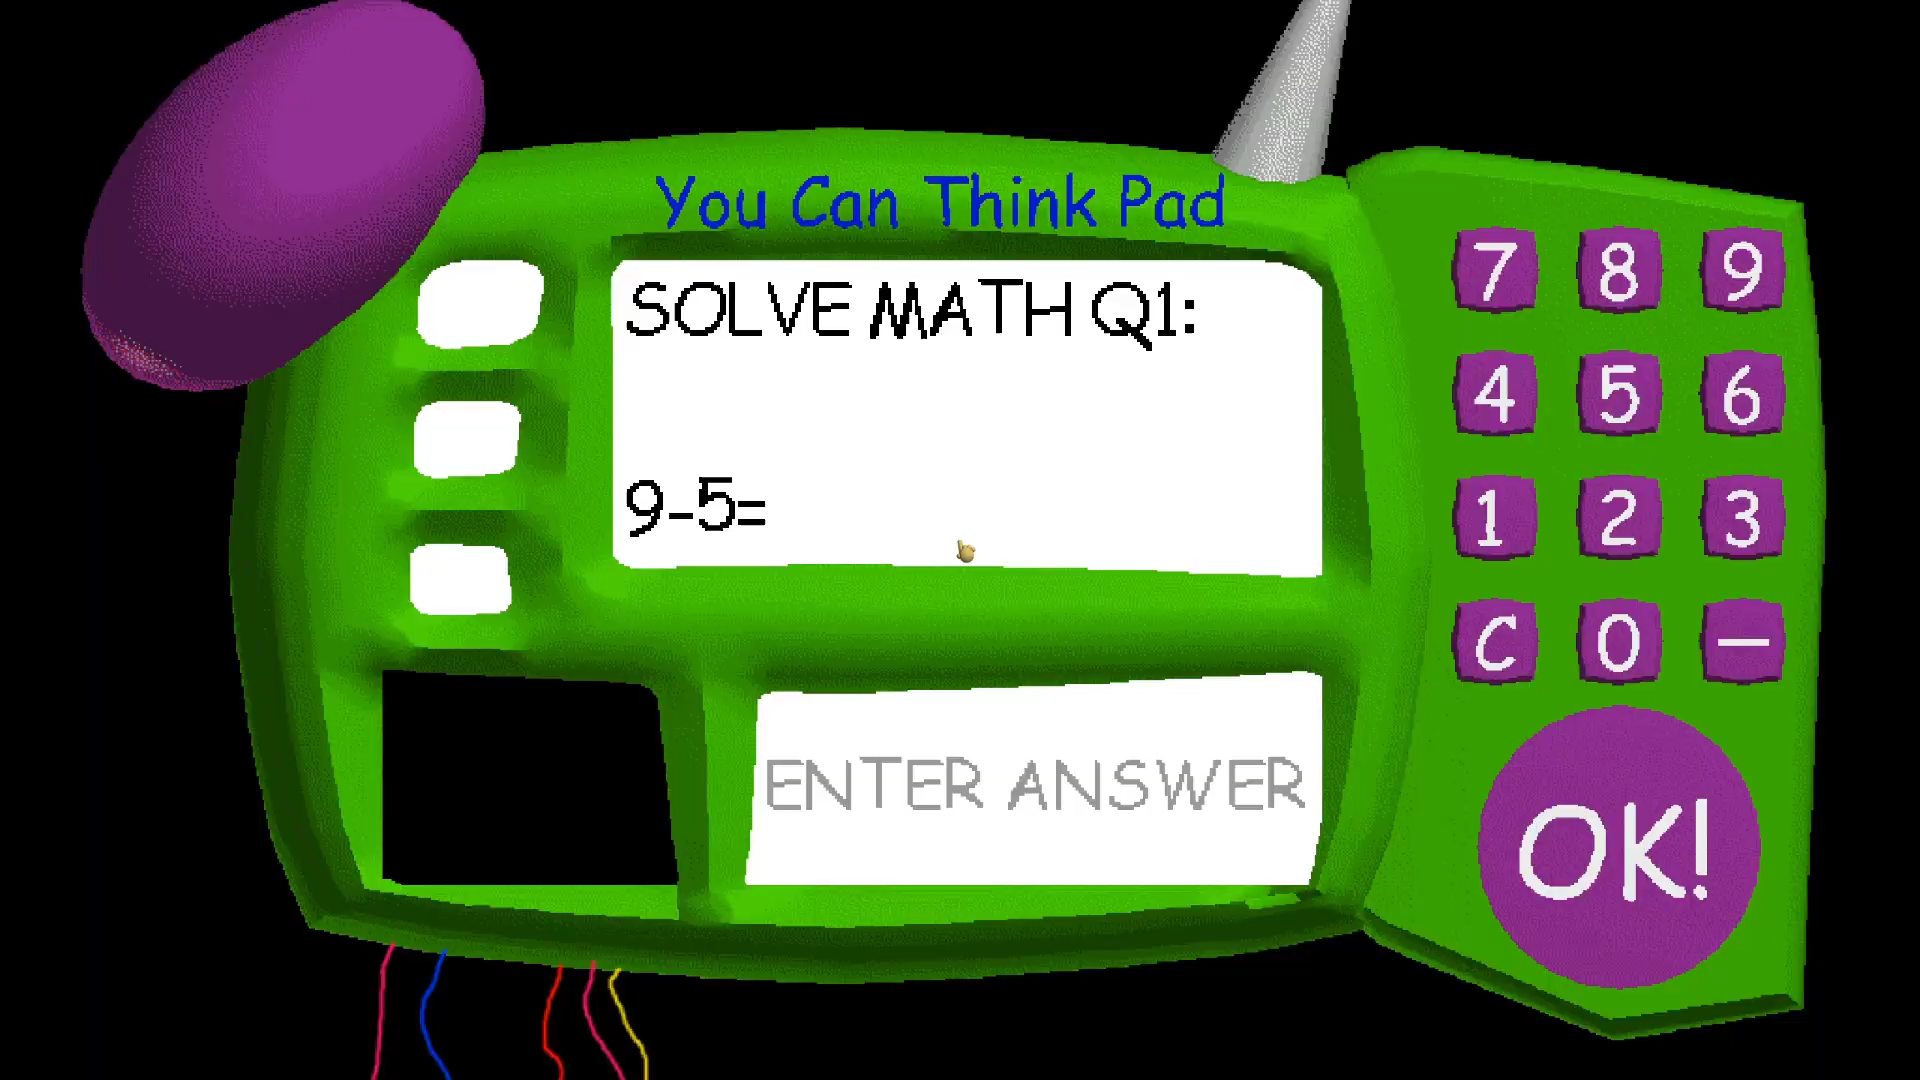 You Can Think Pad
SOLVE MATH Q1:
9-5=
ENTER ANSWER
7 8 9
4 5 6
1 2 3
C 0 —
OK!